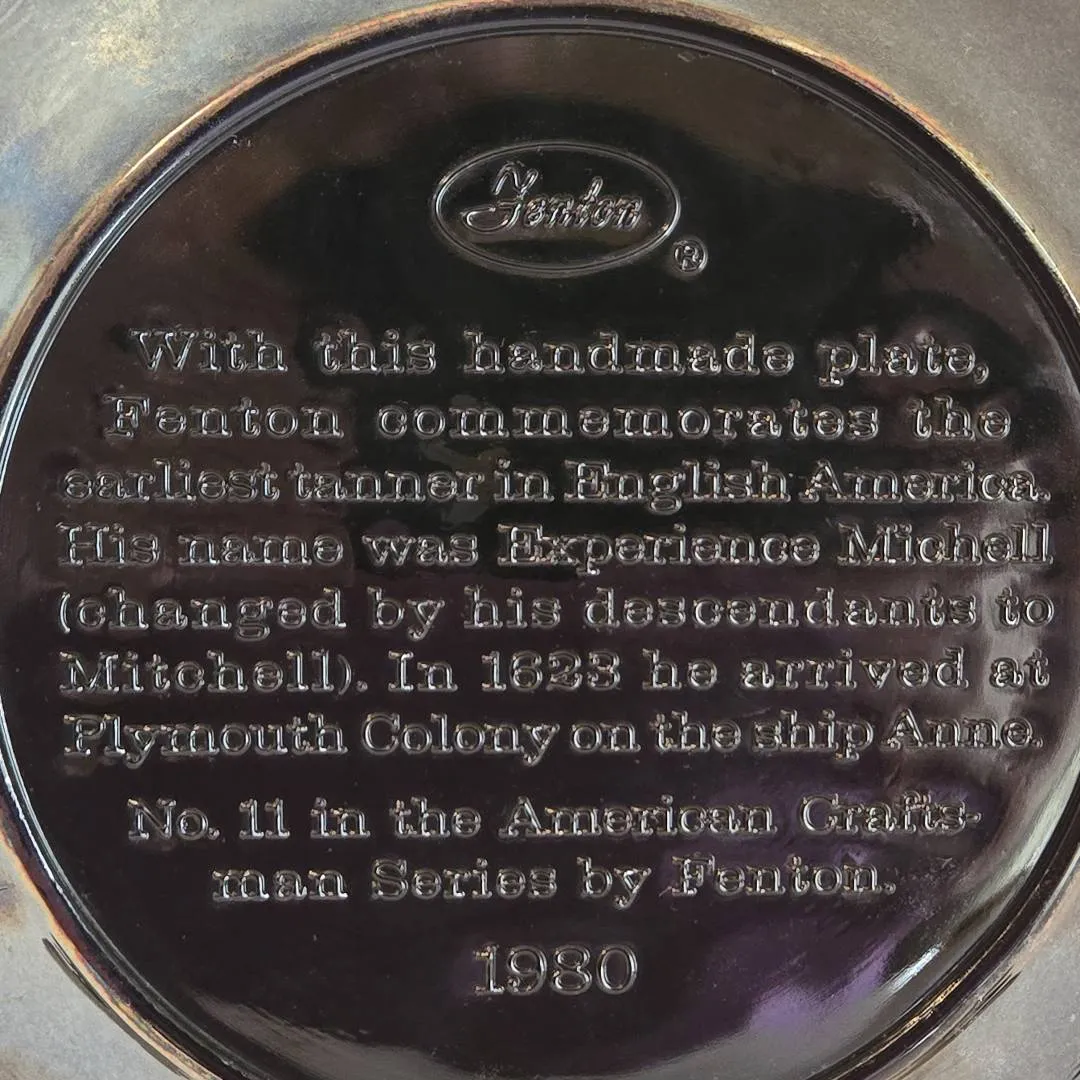 Fenton
®
With this handmade plate,
Fenton commemorates the
earliest tanner in English America.
His name was Experience Michell
(changed by his descendants to
Mitchell). In 1623 he arrived at
Plymouth Colony on the ship Anne.
No. 11 in the American Crafts-
man Series by Fenton.
1980